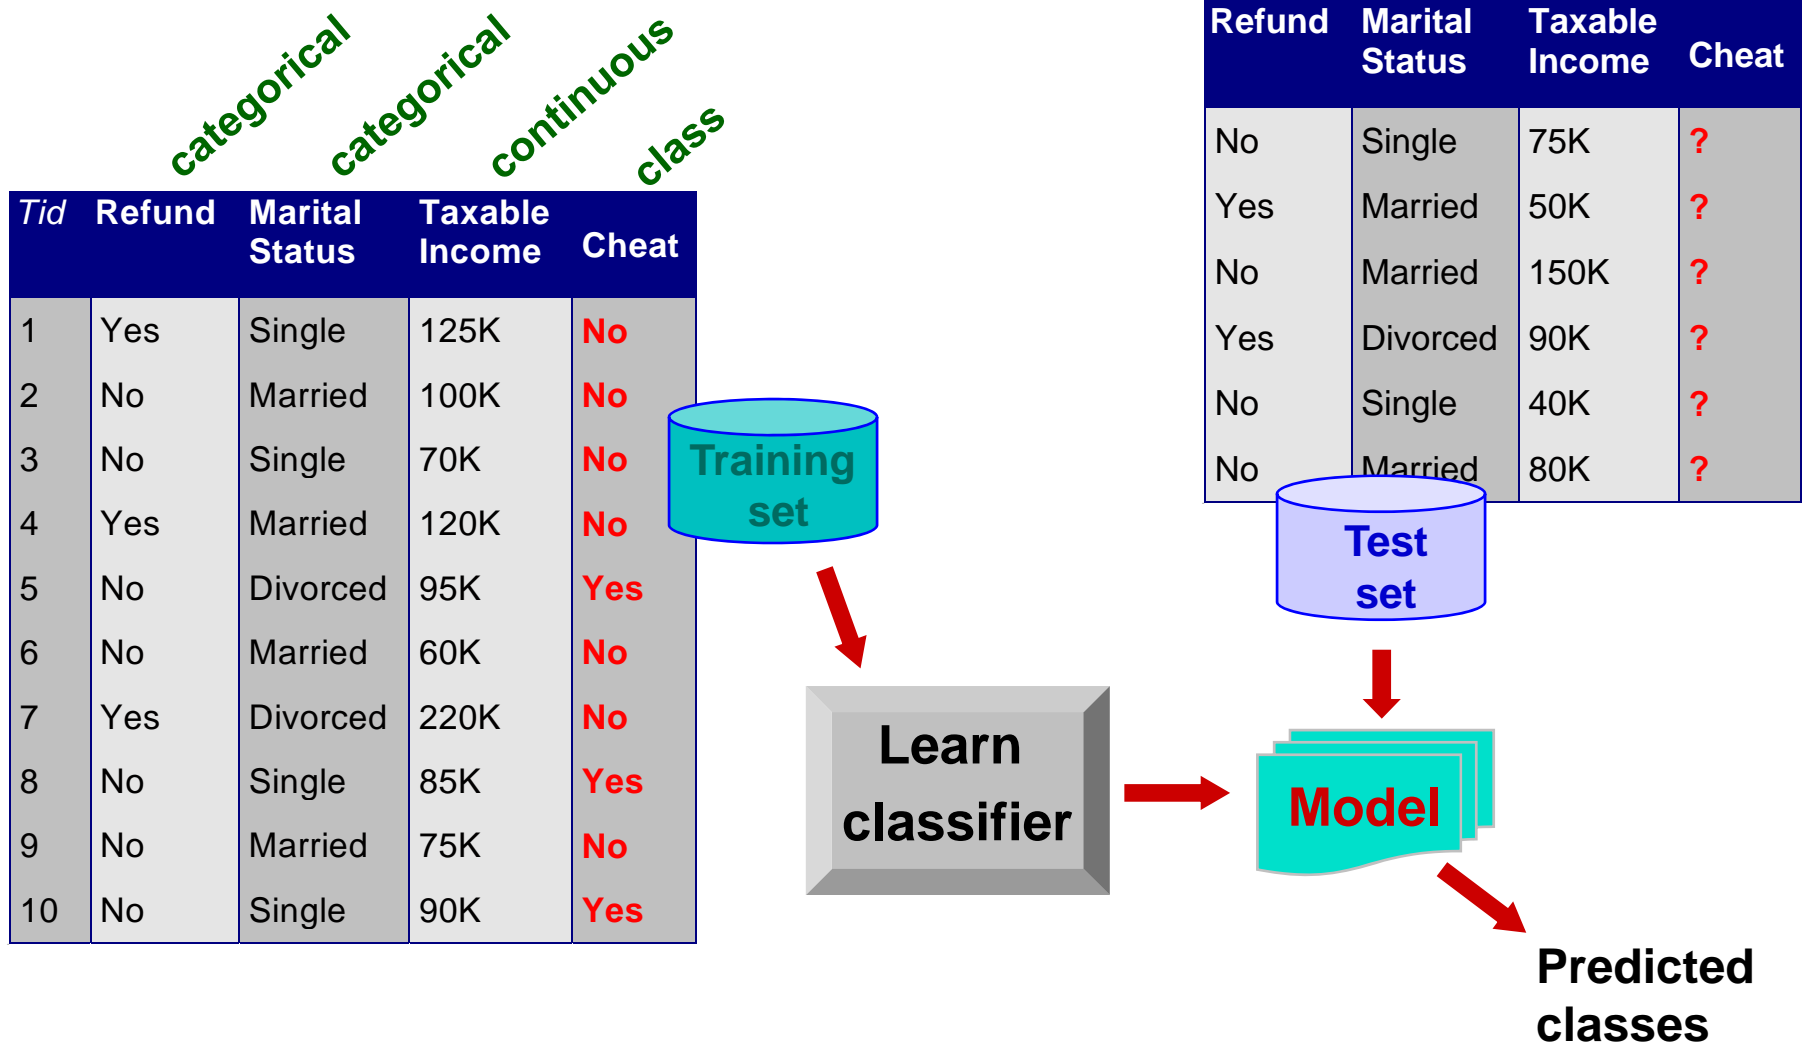 categorical
categorical
continuous
class
Tid Refund Marital Status Taxable Income Cheat
1 Yes Single 125K No
2 No Married 100K No
3 No Single 70K No
4 Yes Married 120K No
5 No Divorced 95K Yes
6 No Married 60K No
7 Yes Divorced 220K No
8 No Single 85K Yes
9 No Married 75K No
10 No Single 90K Yes
Training
set
Refund Marital Status Taxable Income Cheat
No Single 75K ?
Yes Married 50K ?
No Married 150K ?
Yes Divorced 90K ?
No Single 40K ?
No Married 80K ?
Test
set
Learn
classifier
Model
Predicted
classes